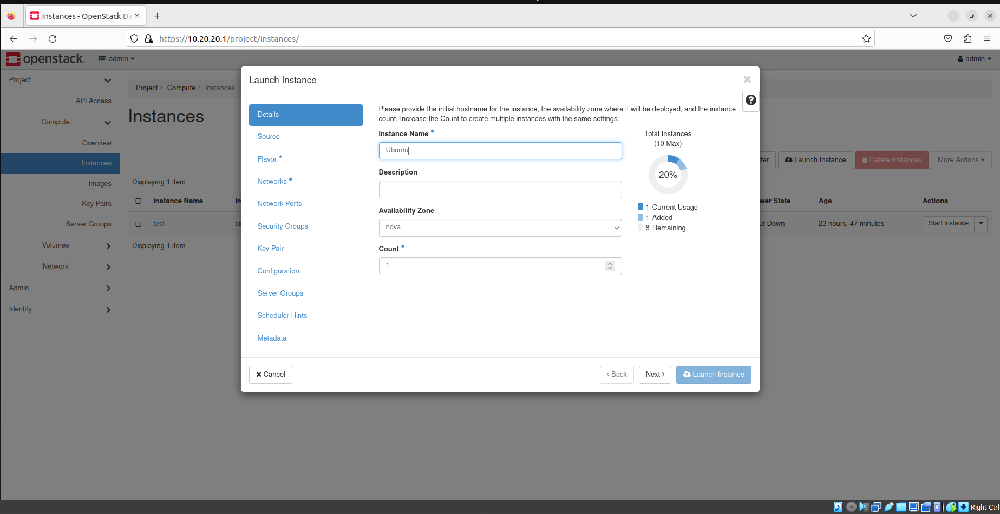 Instances - OpenStack Da
https://10.20.20.1/project/instances/
openstack.
admin
admin
Project
API Access
Compute
Overview
Instances
Images
Key Pairs
Server Groups
Volumes
Network
Admin
Identity
Project / Compute / Instances
Instances
Launch Instance
Delete Instances
More Actions
Displaying 1 item
Instance Name
Age
Actions
test
ut Down
23 hours, 47 minutes
Start Instance
Displaying 1 item
Launch Instance
Details
Source
Flavor *
Networks *
Network Ports
Security Groups
Key Pair
Configuration
Server Groups
Scheduler Hints
Metadata
Please provide the initial hostname for the instance, the availability zone where it will be deployed, and the instance
count. Increase the Count to create multiple instances with the same settings.
Instance Name *
Ubuntu
Description
Availability Zone
nova
Count *
1
Total Instances
(10 Max)
20%
1 Current Usage
1 Added
8 Remaining
Cancel
< Back
Next >
Launch Instance
Right Ctrl